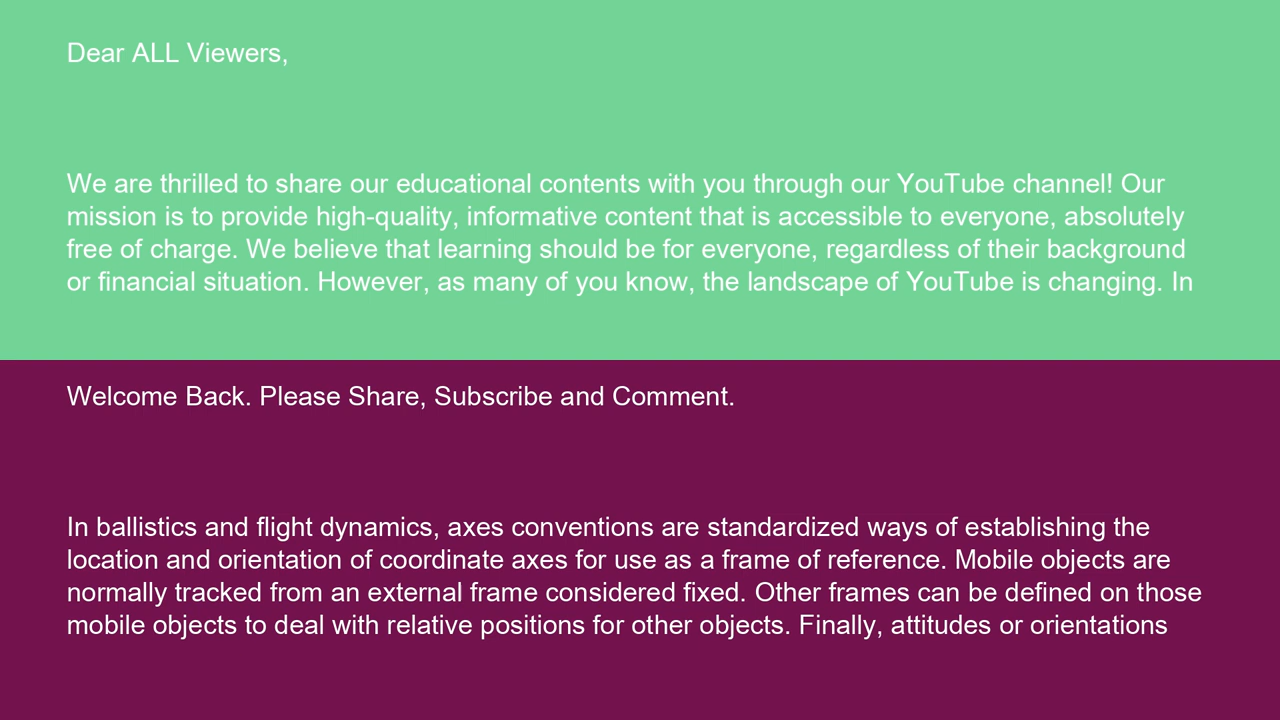 Dear ALL Viewers,
We are thrilled to share our educational contents with you through our YouTube channel! Our
mission is to provide high-quality, informative content that is accessible to everyone, absolutely
free of charge. We believe that learning should be for everyone, regardless of their background
or financial situation. However, as many of you know, the landscape of YouTube is changing. In
Welcome Back. Please Share, Subscribe and Comment.
In ballistics and flight dynamics, axes conventions are standardized ways of establishing the
location and orientation of coordinate axes for use as a frame of reference. Mobile objects are
normally tracked from an external frame considered fixed. Other frames can be defined on those
mobile objects to deal with relative positions for other objects. Finally, attitudes or orientations